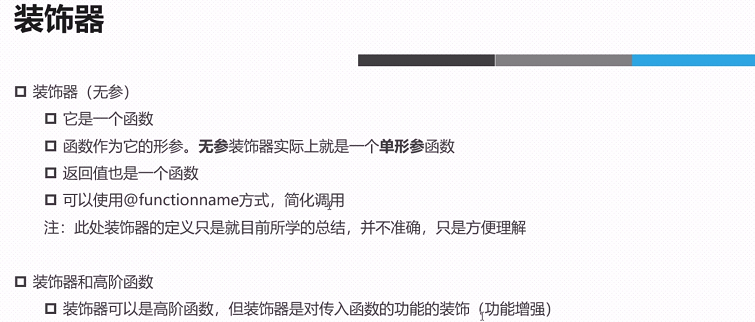 装饰器
装饰器（无参）
它是一个函数
函数作为它的形参。无参装饰器实际上就是一个单形参函数
返回值也是一个函数
可以使用@functionname方式，简化调用
注：此处装饰器的定义只是就目前所学的总结，并不准确，只是方便理解
装饰器和高阶函数
装饰器可以是高阶函数，但装饰器是对传入函数的功能的装饰（功能增强）